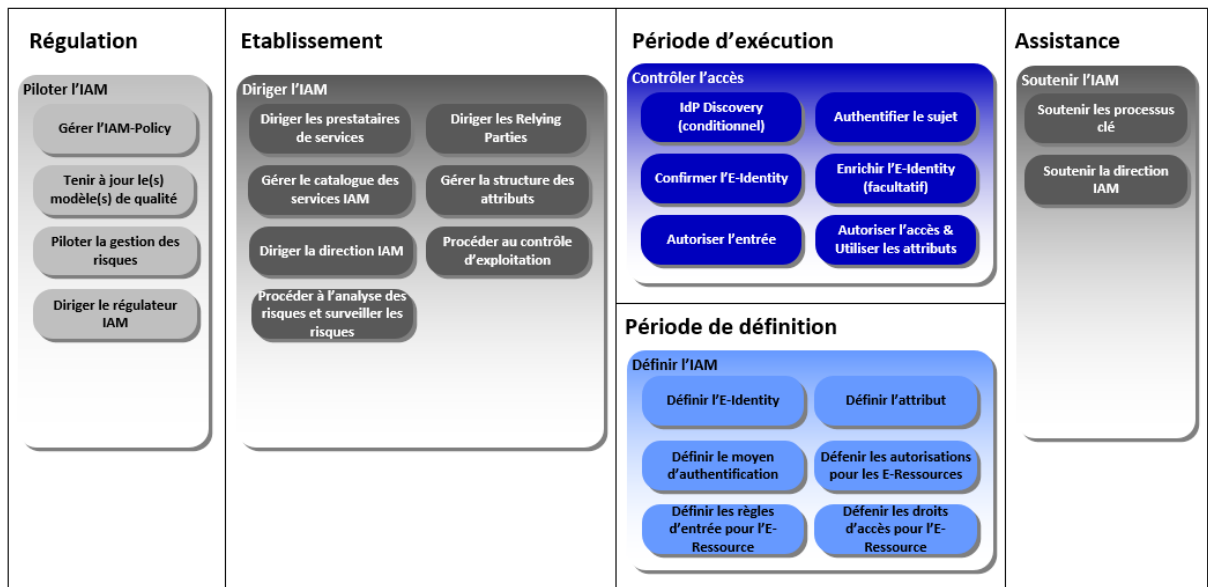 Régulation
Piloter l'IAM
Gérer l'IAM-Policy
Tenir à jour le(s)
modèle(s) de qualité
Piloter la gestion des
risques
Diriger le régulateur
IAM
Etablissement
Diriger l'IAM
Diriger les prestataires
de services
Diriger les Relying
Parties
Gérer le catalogue des
services IAM
Gérer la structure des
attributs
Diriger la direction IAM
Procéder au contrôle
d'exploitation
Procéder à l'analyse des
risques et surveiller les
risques
Période d'exécution
Contrôler l'accès
IdP Discovery
(conditionnel)
Authentifier le sujet
Confirmer l'E-Identity
Enrichir l'E-Identity
(facultatif)
Autoriser l'entrée
Autoriser l'accès &
Utiliser les attributs
Période de définition
Définir l'IAM
Définir l'E-Identity
Définir l'attribut
Définir le moyen
d'authentification
Défenir les autorisations
pour les E-Ressources
Définir les règles
d'entrée pour l'E-
Ressource
Défenir les droits
d'accès pour l'E-
Ressource
Assistance
Soutenir l'IAM
Soutenir les processus
clé
Soutenir la direction
IAM